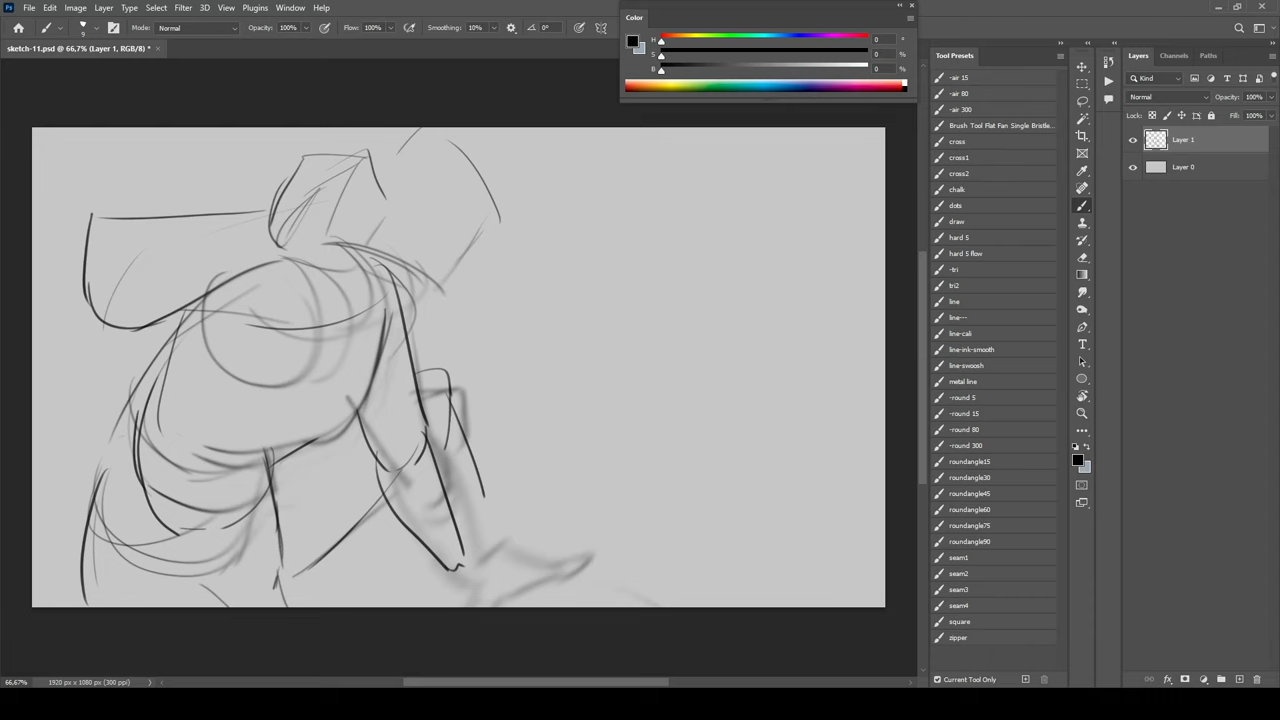 Ps File Edit Image Layer Type Select Filter 3D View Plugins Window Help
9 Mode: Normal Opacity: 100% Flow: 100% Smoothing: 10% 0°
sketch-11.psd @ 66,7% (Layer 1, RGB/8) * ×
Color
H 0 °
S 0 %
B 0 %
Tool Presets
-air 15
-air 80
-air 300
Brush Tool Flat Fan Single Bristle...
cross
cross1
cross2
chalk
dots
draw
hard 5
hard 5 flow
-tri
tri2
line
line---
line-cali
line-ink-smooth
line-swoosh
metal line
-round 5
-round 15
-round 80
-round 300
roundangle15
roundangle30
roundangle45
roundangle60
roundangle75
roundangle90
seam1
seam2
seam3
seam4
square
zipper
Current Tool Only
Layers Channels Paths
Kind
Normal Opacity: 100%
Lock: Fill: 100%
Layer 1
Layer 0
66,67% 1920 px x 1080 px (300 ppi)